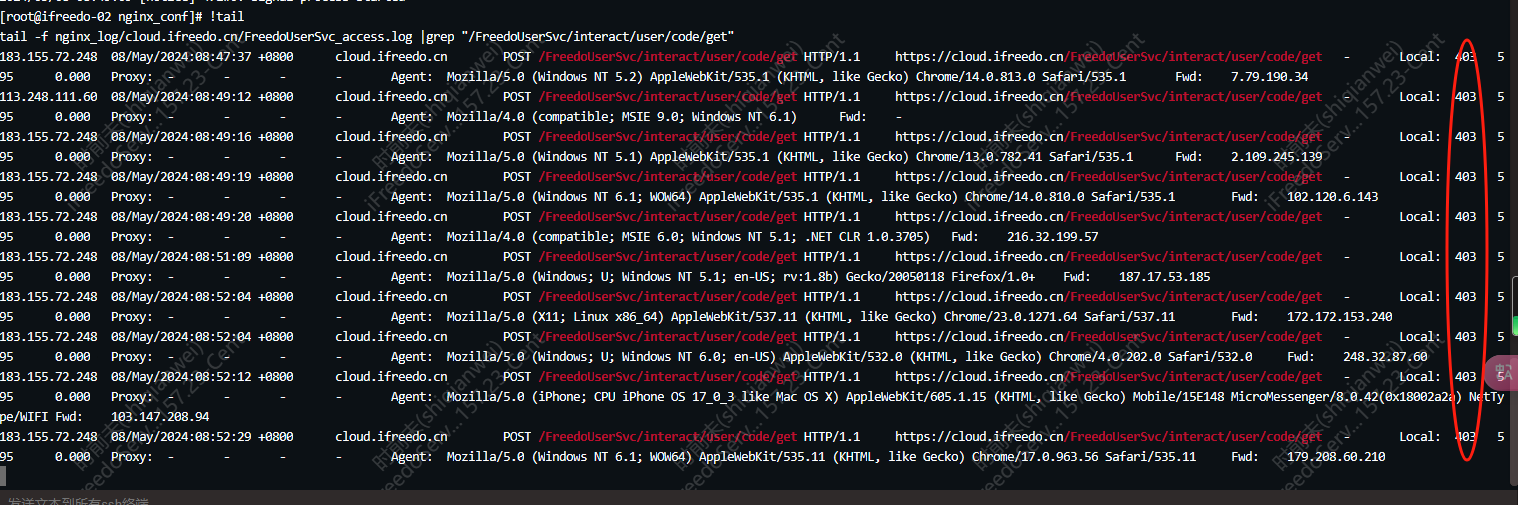 [root@ifreedo-02 nginx_conf]# !tail
tail -f nginx_log/cloud.ifreedo.cn/FreedoUserSvc_access.log |grep "/FreedoUserSvc/interact/user/code/get"
183.155.72.248 08/May/2024:08:47:37 +0800 cloud.ifreedo.cn POST /FreedoUserSvc/interact/user/code/get HTTP/1.1 https://cloud.ifreedo.cn/FreedoUserSvc/interact/user/code/get - Local: 403 5
95 0.000 Proxy: - - - Agent: Mozilla/5.0 (Windows NT 5.2) AppleWebKit/535.1 (KHTML, like Gecko) Chrome/14.0.813.0 Safari/535.1 Fwd: 7.79.190.34
113.248.111.60 08/May/2024:08:49:12 +0800 cloud.ifreedo.cn POST /FreedoUserSvc/interact/user/code/get HTTP/1.1 https://cloud.ifreedo.cn/FreedoUserSvc/interact/user/code/get - Local: 403 5
95 0.000 Proxy: - - - Agent: Mozilla/4.0 (compatible; MSIE 9.0; Windows NT 6.1) Fwd: -
183.155.72.248 08/May/2024:08:49:16 +0800 cloud.ifreedo.cn POST /FreedoUserSvc/interact/user/code/get HTTP/1.1 https://cloud.ifreedo.cn/FreedoUserSvc/interact/user/code/get - Local: 403 5
95 0.000 Proxy: - - - Agent: Mozilla/5.0 (Windows NT 5.1) AppleWebKit/535.1 (KHTML, like Gecko) Chrome/13.0.782.41 Safari/535.1 Fwd: 2.109.245.139
183.155.72.248 08/May/2024:08:49:19 +0800 cloud.ifreedo.cn POST /FreedoUserSvc/interact/user/code/get HTTP/1.1 https://cloud.ifreedo.cn/FreedoUserSvc/interact/user/code/get - Local: 403 5
95 0.000 Proxy: - - - Agent: Mozilla/5.0 (Windows NT 6.1; WOW64) AppleWebKit/535.1 (KHTML, like Gecko) Chrome/14.0.810.0 Safari/535.1 Fwd: 102.120.6.143
183.155.72.248 08/May/2024:08:49:20 +0800 cloud.ifreedo.cn POST /FreedoUserSvc/interact/user/code/get HTTP/1.1 https://cloud.ifreedo.cn/FreedoUserSvc/interact/user/code/get - Local: 403 5
95 0.000 Proxy: - - - Agent: Mozilla/4.0 (compatible; MSIE 6.0; Windows NT 5.1; .NET CLR 1.0.3705) Fwd: 216.32.199.57
183.155.72.248 08/May/2024:08:51:09 +0800 cloud.ifreedo.cn POST /FreedoUserSvc/interact/user/code/get HTTP/1.1 https://cloud.ifreedo.cn/FreedoUserSvc/interact/user/code/get - Local: 403 5
95 0.000 Proxy: - - - Agent: Mozilla/5.0 (Windows; U; Windows NT 5.1; en-US; rv:1.8b) Gecko/20050118 Firefox/1.0+ Fwd: 187.17.53.185
183.155.72.248 08/May/2024:08:52:04 +0800 cloud.ifreedo.cn POST /FreedoUserSvc/interact/user/code/get HTTP/1.1 https://cloud.ifreedo.cn/FreedoUserSvc/interact/user/code/get - Local: 403 5
95 0.000 Proxy: - - - Agent: Mozilla/5.0 (X11; Linux x86_64) AppleWebKit/537.11 (KHTML, like Gecko) Chrome/23.0.1271.64 Safari/537.11 Fwd: 172.172.153.240
183.155.72.248 08/May/2024:08:52:04 +0800 cloud.ifreedo.cn POST /FreedoUserSvc/interact/user/code/get HTTP/1.1 https://cloud.ifreedo.cn/FreedoUserSvc/interact/user/code/get - Local: 403 5
95 0.000 Proxy: - - - Agent: Mozilla/5.0 (Windows; U; Windows NT 6.0; en-US) AppleWebKit/532.0 (KHTML, like Gecko) Chrome/4.0.202.0 Safari/532.0 Fwd: 248.32.87.60
183.155.72.248 08/May/2024:08:52:12 +0800 cloud.ifreedo.cn POST /FreedoUserSvc/interact/user/code/get HTTP/1.1 https://cloud.ifreedo.cn/FreedoUserSvc/interact/user/code/get - Local: 403 5
95 0.000 Proxy: - - - Agent: Mozilla/5.0 (iPhone; CPU iPhone OS 17_0_3 like Mac OS X) AppleWebKit/605.1.15 (KHTML, like Gecko) Mobile/15E148 MicroMessenger/8.0.42(0x18002a2a) NetTy
pe/WIFI Fwd: 103.147.208.94
183.155.72.248 08/May/2024:08:52:29 +0800 cloud.ifreedo.cn POST /FreedoUserSvc/interact/user/code/get HTTP/1.1 https://cloud.ifreedo.cn/FreedoUserSvc/interact/user/code/get - Local: 403 5
95 0.000 Proxy: - - - Agent: Mozilla/5.0 (Windows NT 6.1; WOW64) AppleWebKit/535.11 (KHTML, like Gecko) Chrome/17.0.963.56 Safari/535.11 Fwd: 179.208.60.210
发送文本到所有ssh终端